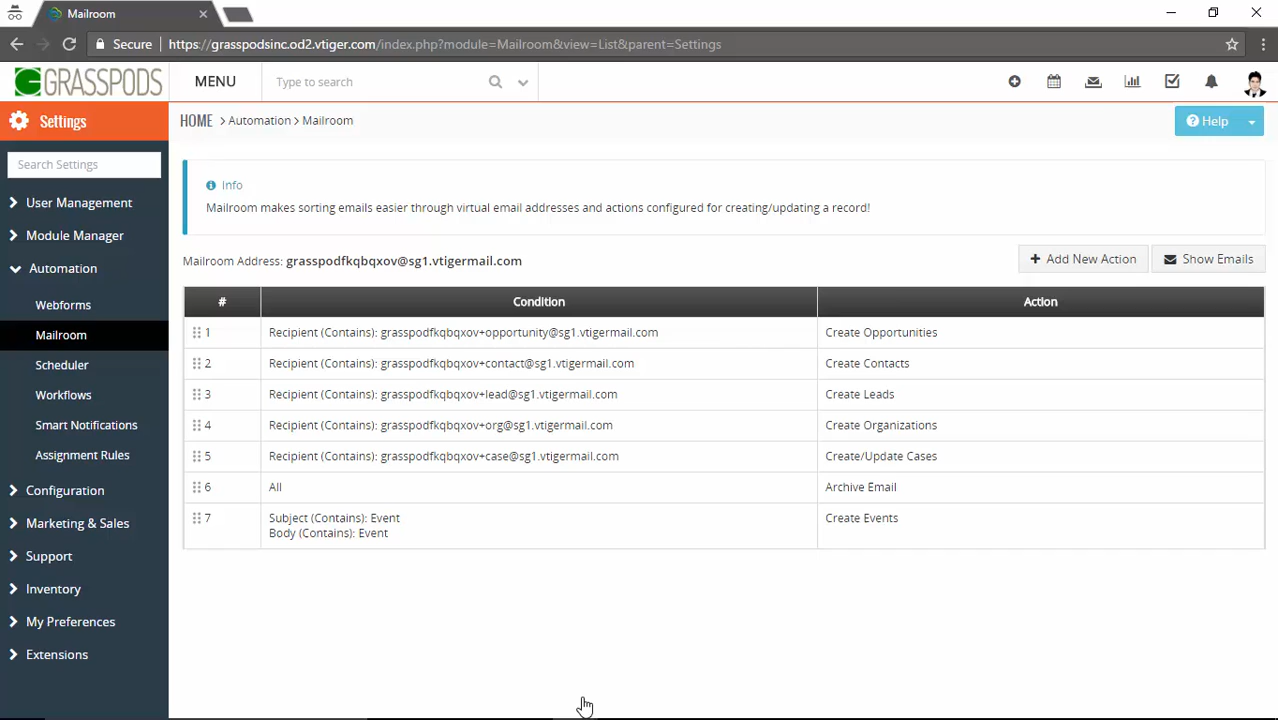 Mailroom
Secure
https://grasspodsinc.od2.vtiger.com/index.php?module=Mailroom&view=List&parent=Settings
GRASSPODS
MENU
Type to search
Settings
HOME > Automation > Mailroom
Help
Search Settings
User Management
Module Manager
Automation
Webforms
Mailroom
Scheduler
Workflows
Smart Notifications
Assignment Rules
Configuration
Marketing & Sales
Support
Inventory
My Preferences
Extensions
Info
Mailroom makes sorting emails easier through virtual email addresses and actions configured for creating/updating a record!
Mailroom Address: grasspodfkqbqxov@sg1.vtigermail.com
+ Add New Action
Show Emails
# Condition Action
1 Recipient (Contains): grasspodfkqbqxov+opportunity@sg1.vtigermail.com Create Opportunities
2 Recipient (Contains): grasspodfkqbqxov+contact@sg1.vtigermail.com Create Contacts
3 Recipient (Contains): grasspodfkqbqxov+lead@sg1.vtigermail.com Create Leads
4 Recipient (Contains): grasspodfkqbqxov+org@sg1.vtigermail.com Create Organizations
5 Recipient (Contains): grasspodfkqbqxov+case@sg1.vtigermail.com Create/Update Cases
6 All Archive Email
7 Subject (Contains): Event Create Events
Body (Contains): Event